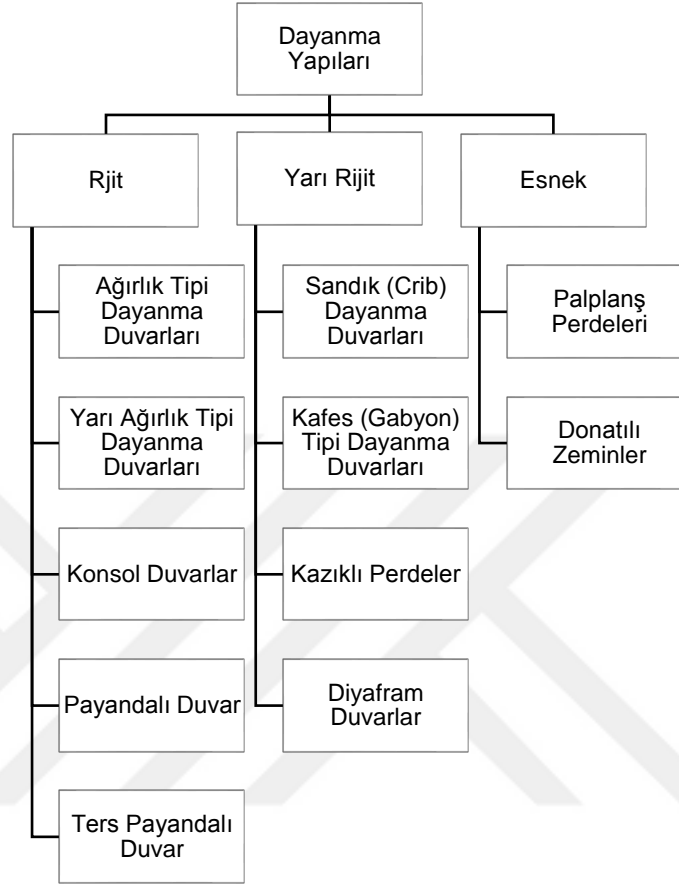 Dayanma
Yapıları
Rjit
Yarı Rijit
Esnek
Ağırlık Tipi
Dayanma
Duvarları
Yarı Ağırlık Tipi
Dayanma
Duvarları
Konsol Duvarlar
Payandalı Duvar
Ters Payandalı
Duvar
Sandık (Crib)
Dayanma
Duvarları
Kafes (Gabyon)
Tipi Dayanma
Duvarları
Kazıklı Perdeler
Diyafram
Duvarlar
Palplanş
Perdeleri
Donatılı
Zeminler